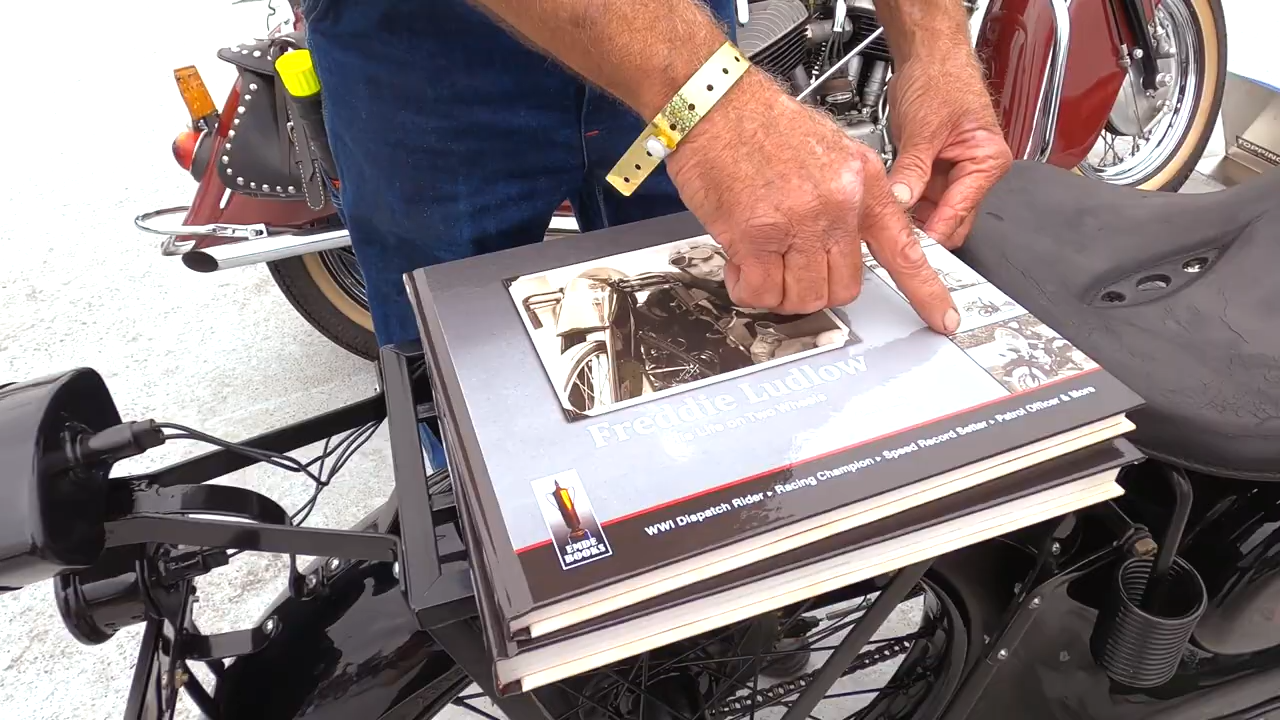 TOPPIN
Freddie Ludlow
Life on Two Wheels
WWI Dispatch Rider ▸ Racing Champion ▸ Speed Record Setter ▸ Patrol Officer & More
EMDE
BOOKS